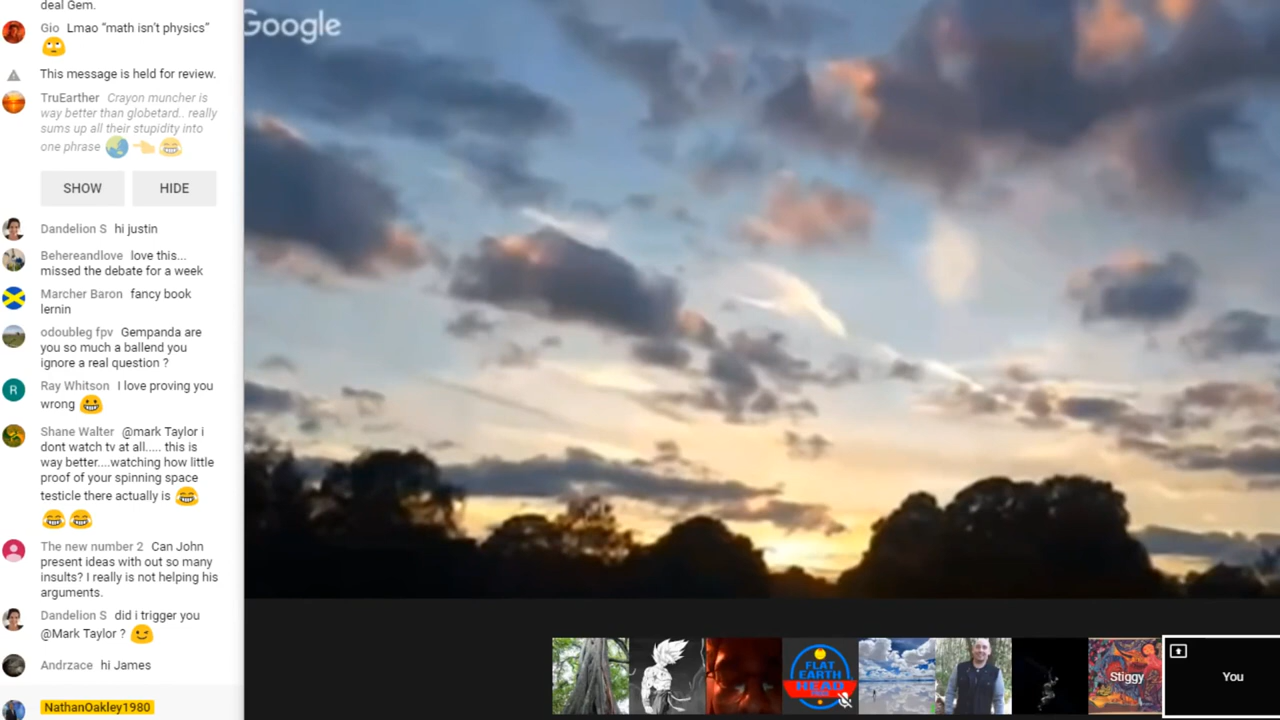 deal Gem.
Gio Lmao “math isn’t physics”
🙄
This message is held for review.
TruEarther Crayon muncher is
way better than globetard.. really
sums up all their stupidity into
one phrase 🌏👈😂
SHOW HIDE
Dandelion S hi justin
Behereandlove love this...
missed the debate for a week
Marcher Baron fancy book
lernin
odoubleg fpv Gempanda are
you so much a ballend you
ignore a real question ?
R Ray Whitson I love proving you
wrong 😀
Shane Walter @mark Taylor i
dont watch tv at all..... this is
way better....watching how little
proof of your spinning space
testicle there actually is 😂
😂😂
The new number 2 Can John
present ideas with out so many
insults? I really is not helping his
arguments.
Dandelion S did i trigger you
@Mark Taylor ? 😉
Andrzace hi James
NathanOakley1980
Google
FLAT
EARTH
HEAD
Stiggy
You